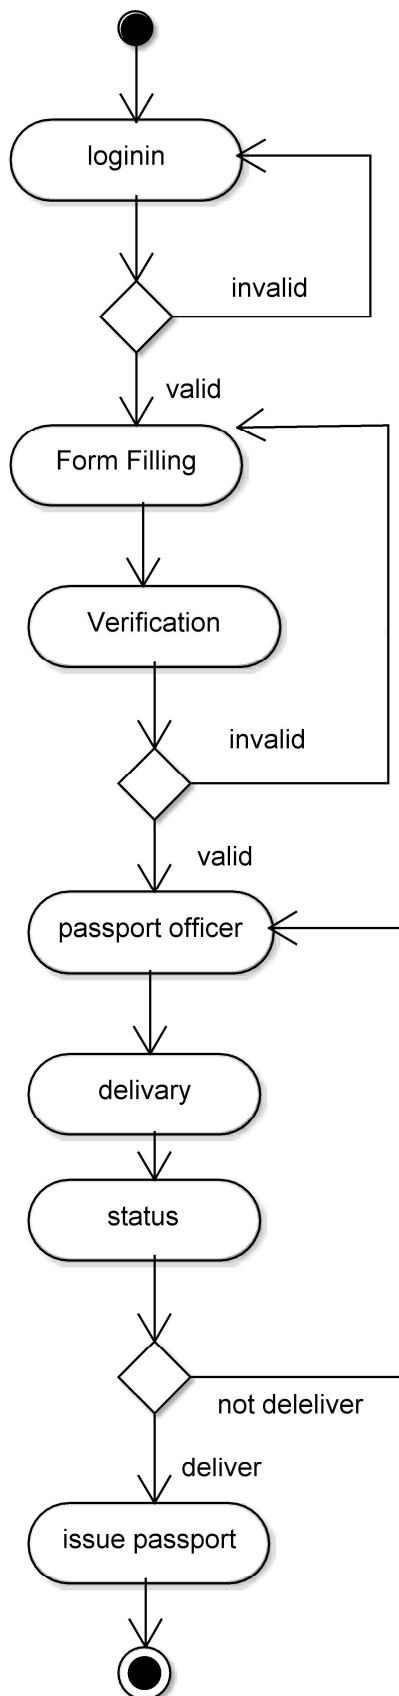 loginin
invalid
valid
Form Filling
Verification
invalid
valid
passport officer
delivary
status
not deleliver
deliver
issue passport